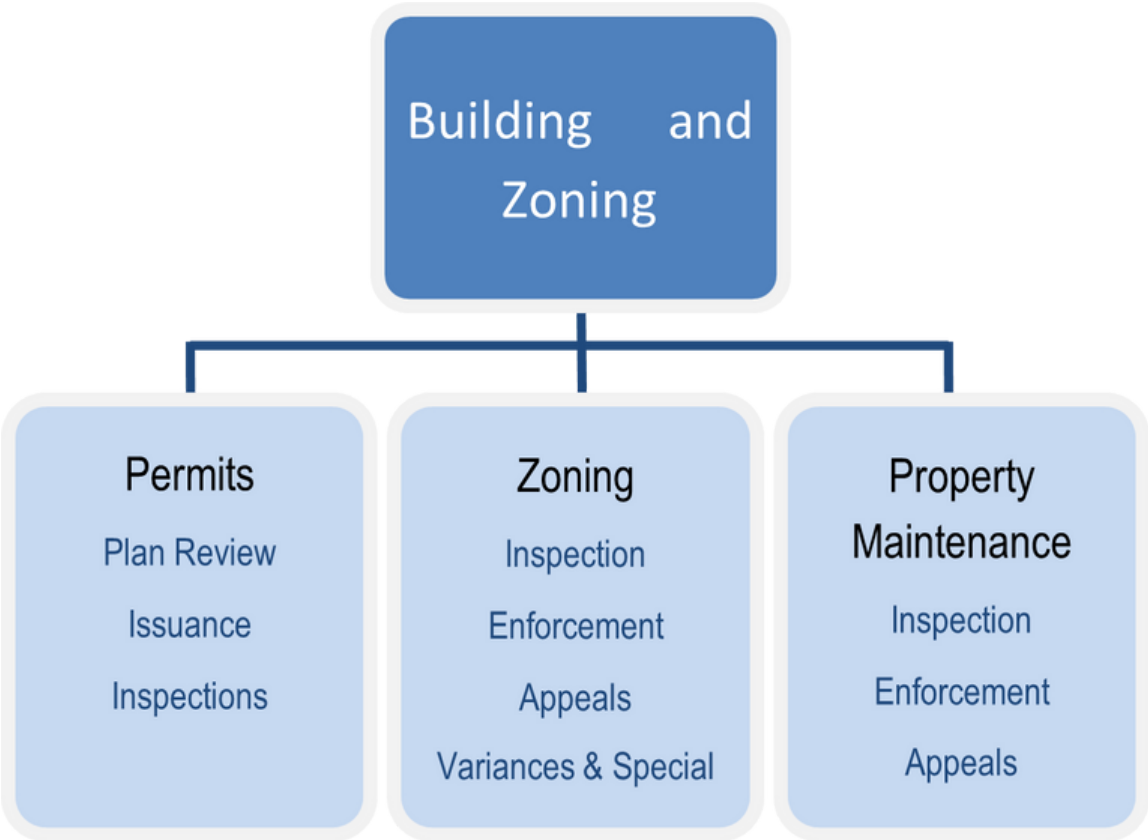 Building and
Zoning
Permits
Plan Review
Issuance
Inspections
Zoning
Inspection
Enforcement
Appeals
Variances & Special
Property
Maintenance
Inspection
Enforcement
Appeals